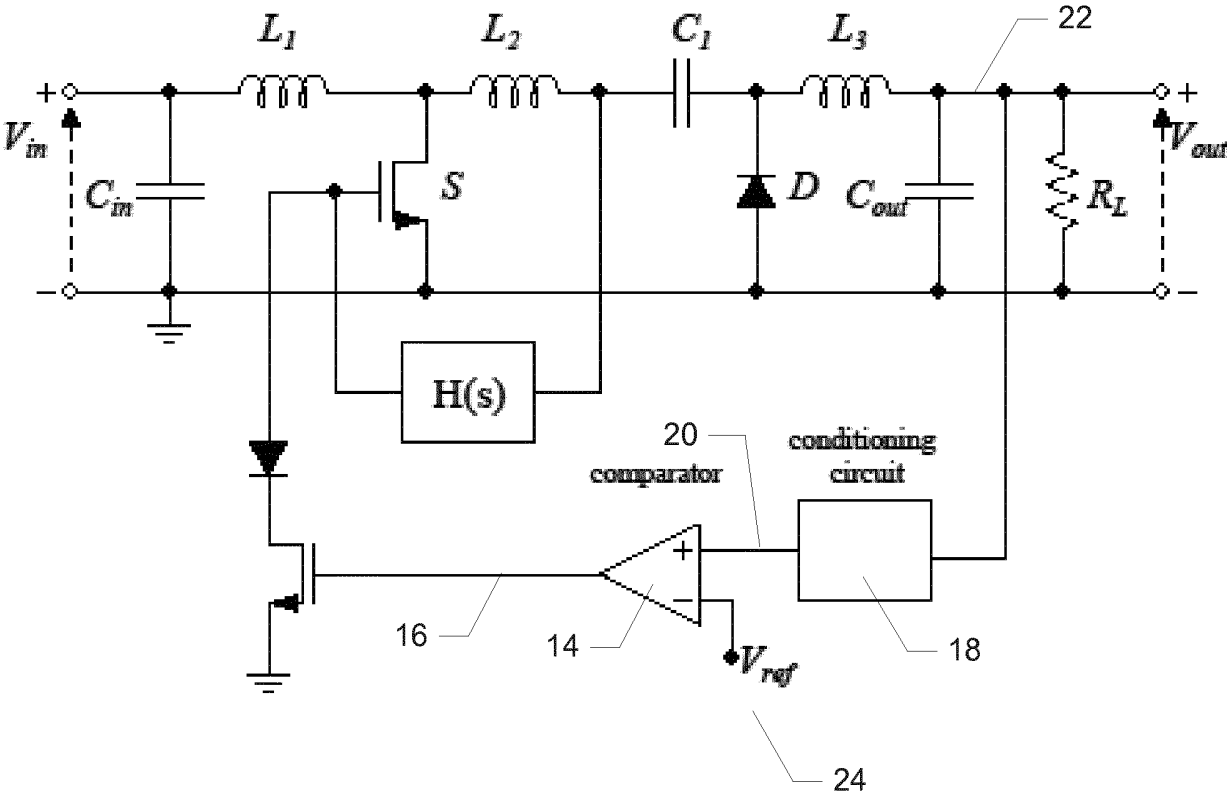 L1 L2 C1 L3 22
+ +
Vin Vout
Cin S D Cout RL
− −
H(s)
20 conditioning
circuit
comparator
+
−
16 14 18
Vref
24